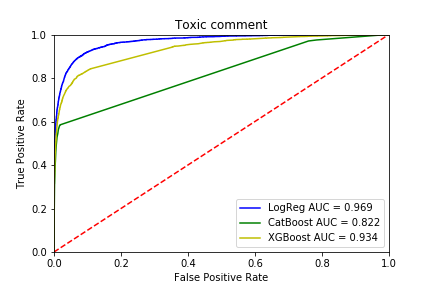 Toxic comment
True Positive Rate
1.0
0.8
0.6
0.4
0.2
0.0
LogReg AUC = 0.969
CatBoost AUC = 0.822
XGBoost AUC = 0.934
0.0 0.2 0.4 0.6 0.8 1.0
False Positive Rate